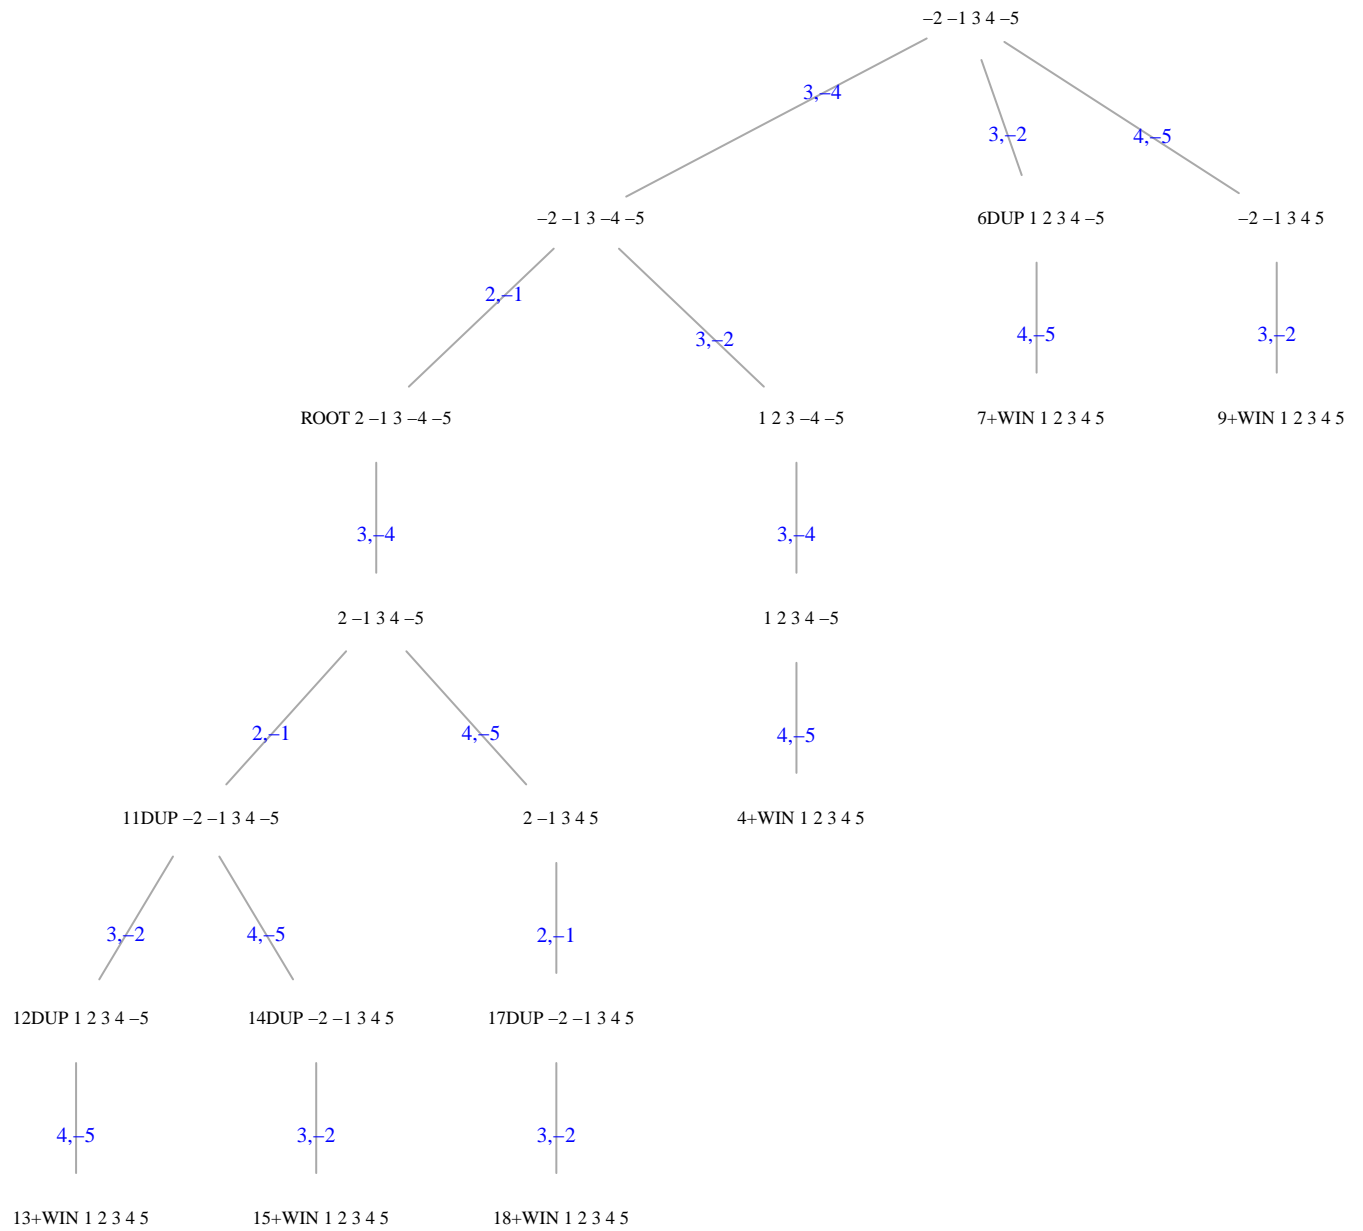 –2 –1 3 4 –5
3,–4
3,–2
4,–5
–2 –1 3 –4 –5
6DUP 1 2 3 4 –5
–2 –1 3 4 5
2,–1
3,–2
4,–5
3,–2
ROOT 2 –1 3 –4 –5
1 2 3 –4 –5
7+WIN 1 2 3 4 5
9+WIN 1 2 3 4 5
3,–4
3,–4
2 –1 3 4 –5
1 2 3 4 –5
2,–1
4,–5
4,–5
11DUP –2 –1 3 4 –5
2 –1 3 4 5
4+WIN 1 2 3 4 5
3,–2
4,–5
2,–1
12DUP 1 2 3 4 –5
14DUP –2 –1 3 4 5
17DUP –2 –1 3 4 5
4,–5
3,–2
3,–2
13+WIN 1 2 3 4 5
15+WIN 1 2 3 4 5
18+WIN 1 2 3 4 5